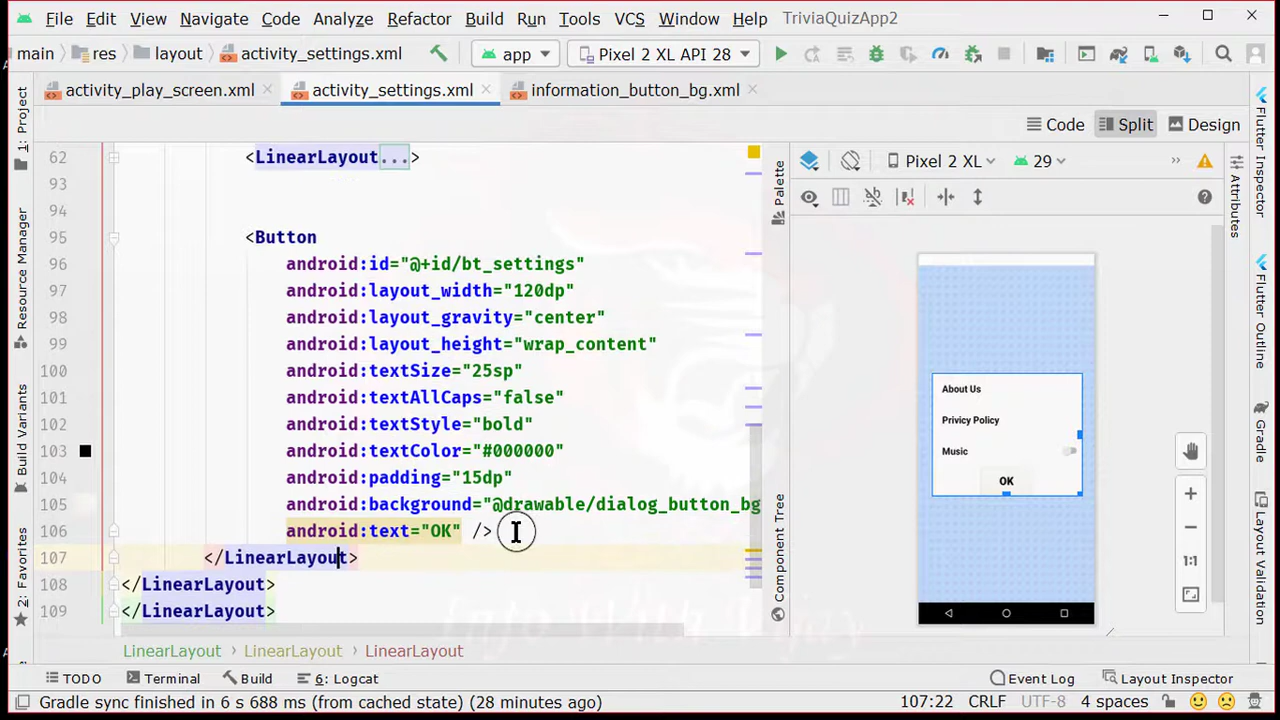 File Edit View Navigate Code Analyze Refactor Build Run Tools VCS Window Help TriviaQuizApp2
main res layout activity_settings.xml app Pixel 2 XL API 28
activity_play_screen.xml activity_settings.xml information_button_bg.xml
Code Split Design
1: Project
Resource Manager
Build Variants
2: Favorites
62 <LinearLayout...>
93
94
95 <Button
96 android:id="@+id/bt_settings"
97 android:layout_width="120dp"
98 android:layout_gravity="center"
99 android:layout_height="wrap_content"
100 android:textSize="25sp"
101 android:textAllCaps="false"
102 android:textStyle="bold"
103 android:textColor="#000000"
104 android:padding="15dp"
105 android:background="@drawable/dialog_button_bg
106 android:text="OK" />
107 </LinearLayout>
108 </LinearLayout>
109 </LinearLayout>
LinearLayout › LinearLayout › LinearLayout
Palette
Component Tree
Pixel 2 XL 29
About Us
Privicy Policy
Music
OK
1:1
Attributes
Flutter Inspector
Flutter Outline
Gradle
Layout Validation
TODO Terminal Build 6: Logcat Event Log Layout Inspector
Gradle sync finished in 6 s 688 ms (from cached state) (28 minutes ago) 107:22 CRLF UTF-8 4 spaces